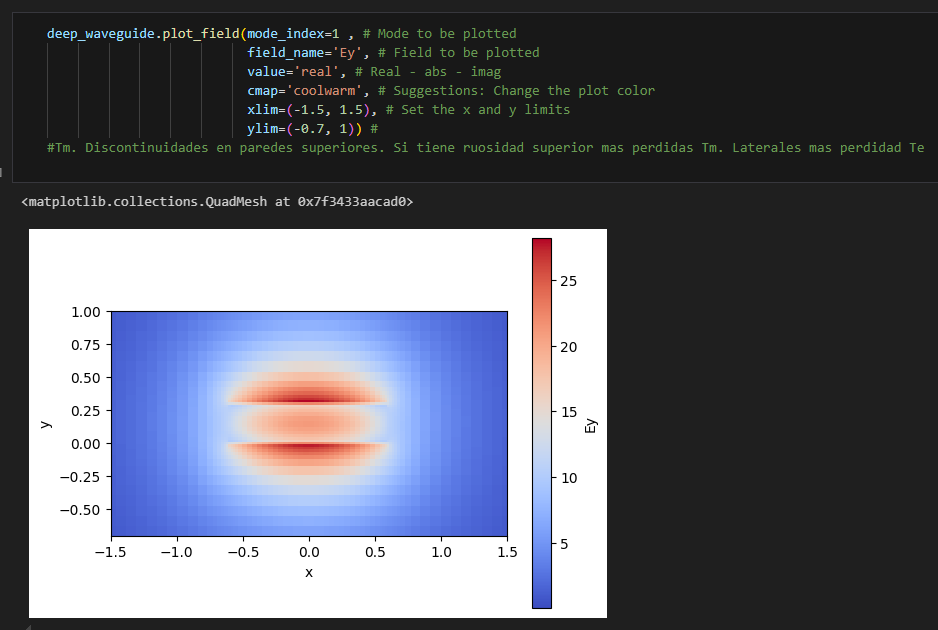 deep_waveguide.plot_field(mode_index=1 , # Mode to be plotted
field_name='Ey', # Field to be plotted
value='real', # Real - abs - imag
cmap='coolwarm', # Suggestions: Change the plot color
xlim=(-1.5, 1.5), # Set the x and y limits
ylim=(-0.7, 1)) #
#Tm. Discontinuidades en paredes superiores. Si tiene ruosidad superior mas perdidas Tm. Laterales mas perdidad Te
<matplotlib.collections.QuadMesh at 0x7f3433aacad0>
1.00
0.75
0.50
0.25
0.00
−0.25
−0.50
y
−1.5 −1.0 −0.5 0.0 0.5 1.0 1.5
x
25
20
15
10
5
Ey